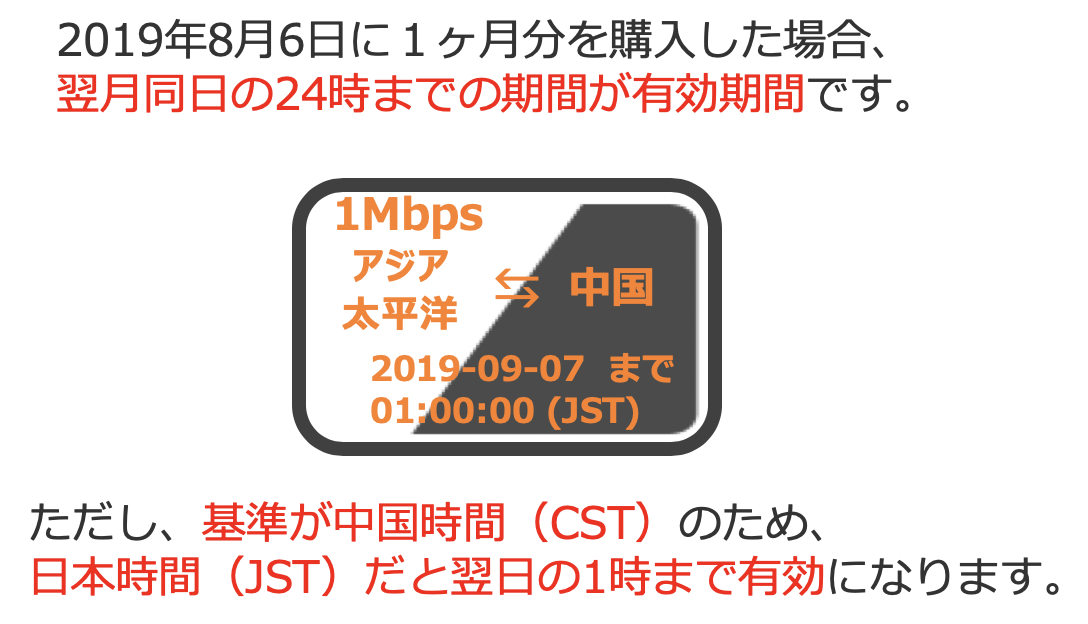 2019年8月6日に１ヶ月分を購入した場合、
翌月同日の24時までの期間が有効期間です。
1Mbps
アジア
太平洋
⇆ 中国
2019-09-07 まで
01:00:00 (JST)
ただし、基準が中国時間（CST）のため、
日本時間（JST）だと翌日の1時まで有効になります。